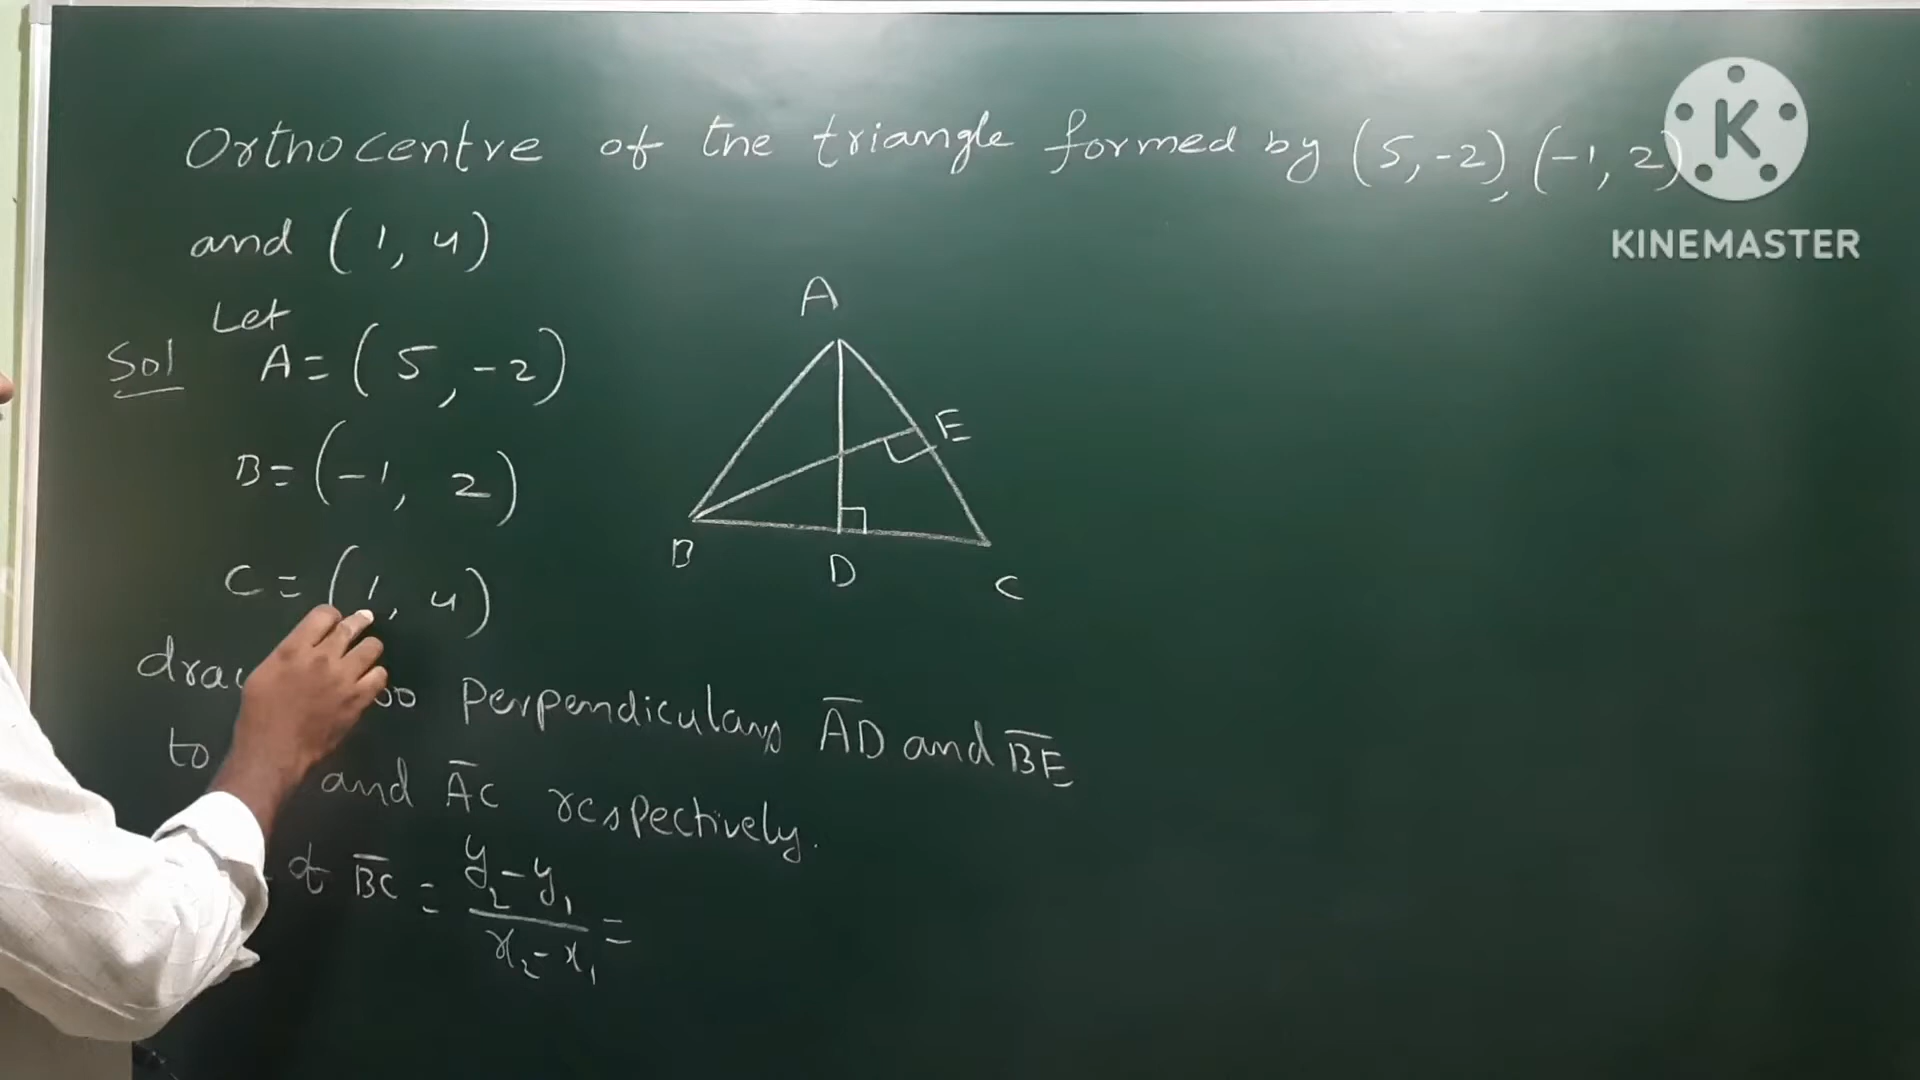 Orthocentre of the triangle formed by (5, -2), (-1, 2)
and (1, 4)
K
KINEMASTER
Let
Sol A = (5, -2)
B = (-1, 2)
C = (1, 4)
A
E
B
D
C
perpendiculars AD and BE
to and AC respectively.
of BC = y₂ - y₁ / x₂ - x₁ =